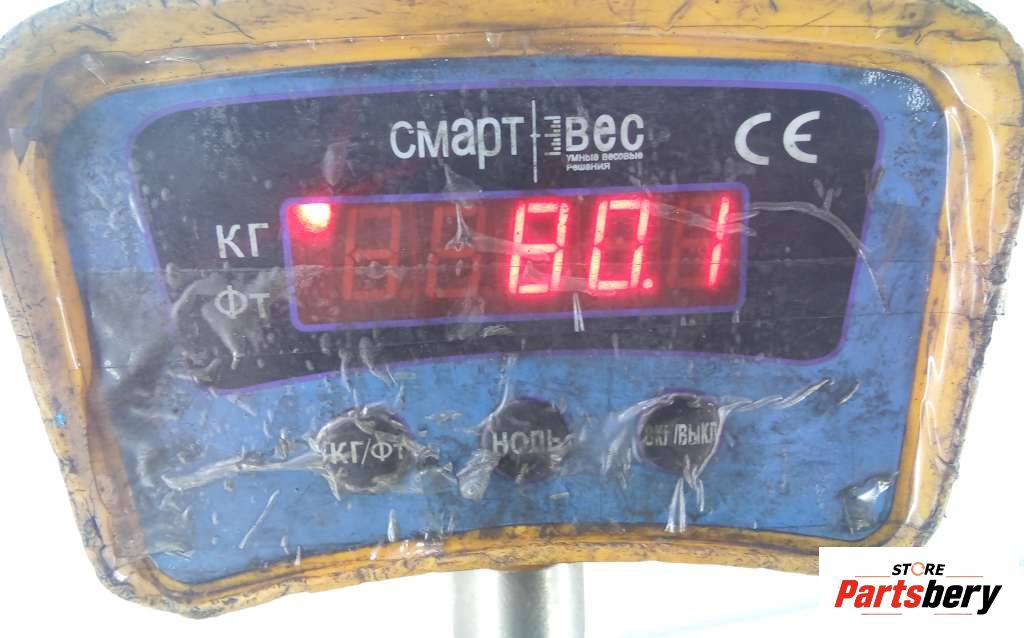 смарт вес
умные весовые
решения
CE
КГ
80.1
ФТ
КГ/ФТ
НОЛЬ
ВКЛ/ВЫКЛ
STORE
Partsbery